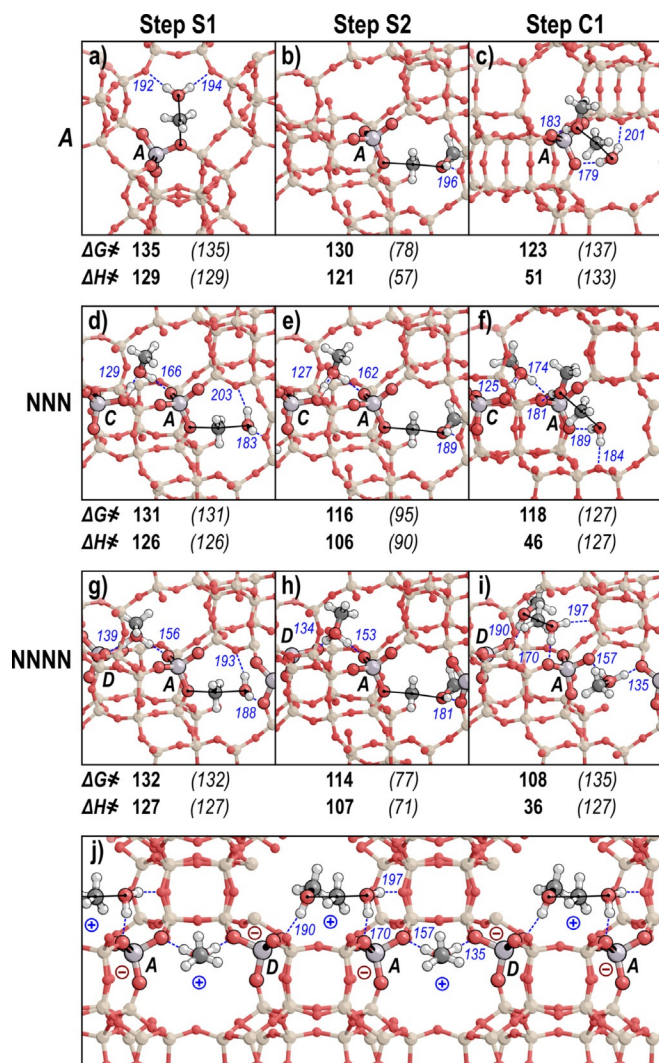 Step S1 Step S2 Step C1
A
a) b) c)
192 194 183 201
A A A 179
196
ΔG≠ 135 (135) 130 (78) 123 (137)
ΔH≠ 129 (129) 121 (57) 51 (133)
NNN
d) e) f)
129 166 127 162 174
203 125 181
C A C A C A 189
183 189 184
ΔG≠ 131 (131) 116 (95) 118 (127)
ΔH≠ 126 (126) 106 (90) 46 (127)
NNNN
g) h) i)
139 156 134 153 190 197
D 193 D D 170 157
A A A 135
188 181
ΔG≠ 132 (132) 114 (77) 108 (135)
ΔH≠ 127 (127) 107 (71) 36 (127)
j)
197
⊕ ⊖ 190 ⊕ 170 157 ⊖ ⊕
A D A 135 D A
⊖ ⊕ ⊖ ⊕ ⊖